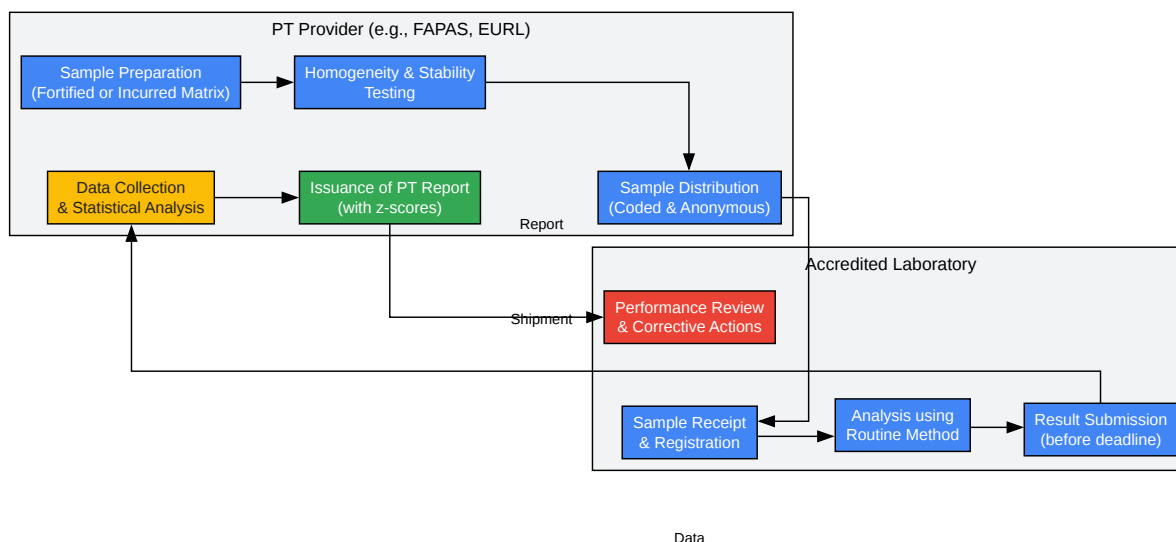 PT Provider (e.g., FAPAS, EURL)
Sample Preparation
(Fortified or Incurred Matrix)
Homogeneity & Stability
Testing
Data Collection
& Statistical Analysis
Issuance of PT Report
(with z-scores)
Sample Distribution
(Coded & Anonymous)
Report
Accredited Laboratory
Performance Review
& Corrective Actions
Shipment
Sample Receipt
& Registration
Analysis using
Routine Method
Result Submission
(before deadline)
Data